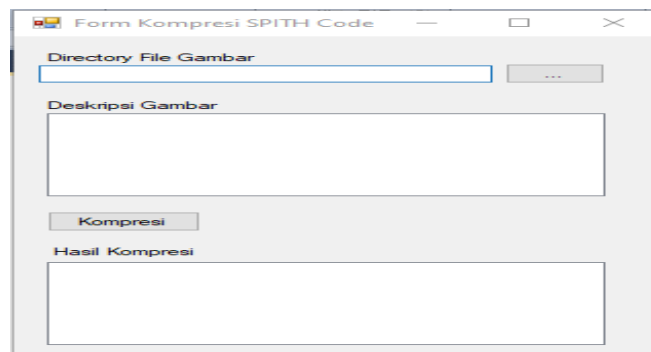 Form Kompresi SPITH Code
Directory File Gambar
...
Deskripsi Gambar
Kompresi
Hasil Kompresi